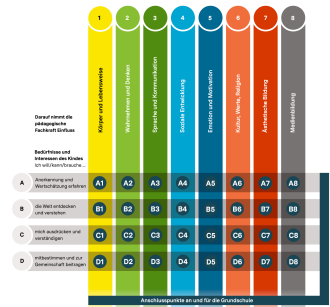 1 2 3 4 5 6 7 8
Körper und Lebensweise
Wahrnehmen und Denken
Sprache und Kommunikation
Soziale Entwicklung
Emotion und Motivation
Kultur, Werte, Religion
Ästhetische Bildung
Medienbildung
Darauf nimmt die
pädagogische
Fachkraft Einfluss
Bedürfnisse und
Interessen des Kindes
Ich will/kann/brauche...
A Anerkennung und
Wertschätzung erfahren
A1 A2 A3 A4 A5 A6 A7 A8
B die Welt entdecken
und verstehen
B1 B2 B3 B4 B5 B6 B7 B8
C mich ausdrücken und
verständigen
C1 C2 C3 C4 C5 C6 C7 C8
D mitbestimmen und zur
Gemeinschaft beitragen
D1 D2 D3 D4 D5 D6 D7 D8
Anschlusspunkte an und für die Grundschule